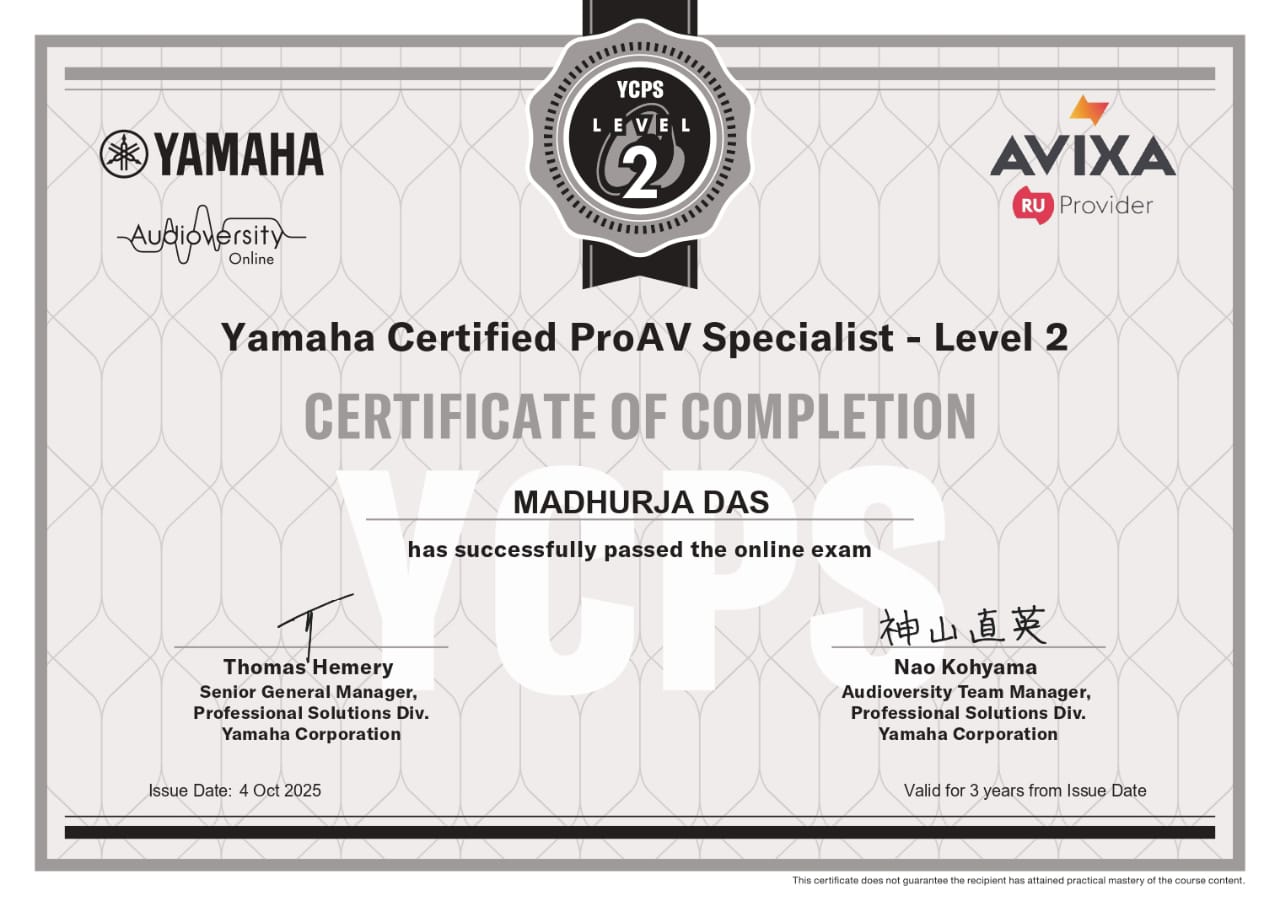 YCPS
LEVEL
2
YAMAHA
Audioversity
Online
AVIXA
RU Provider
Yamaha Certified ProAV Specialist - Level 2
CERTIFICATE OF COMPLETION
YCPS
MADHURJA DAS
has successfully passed the online exam
神山直英
Thomas Hemery
Senior General Manager,
Professional Solutions Div.
Yamaha Corporation
Nao Kohyama
Audioversity Team Manager,
Professional Solutions Div.
Yamaha Corporation
Issue Date: 4 Oct 2025
Valid for 3 years from Issue Date
This certificate does not guarantee the recipient has attained practical mastery of the course content.